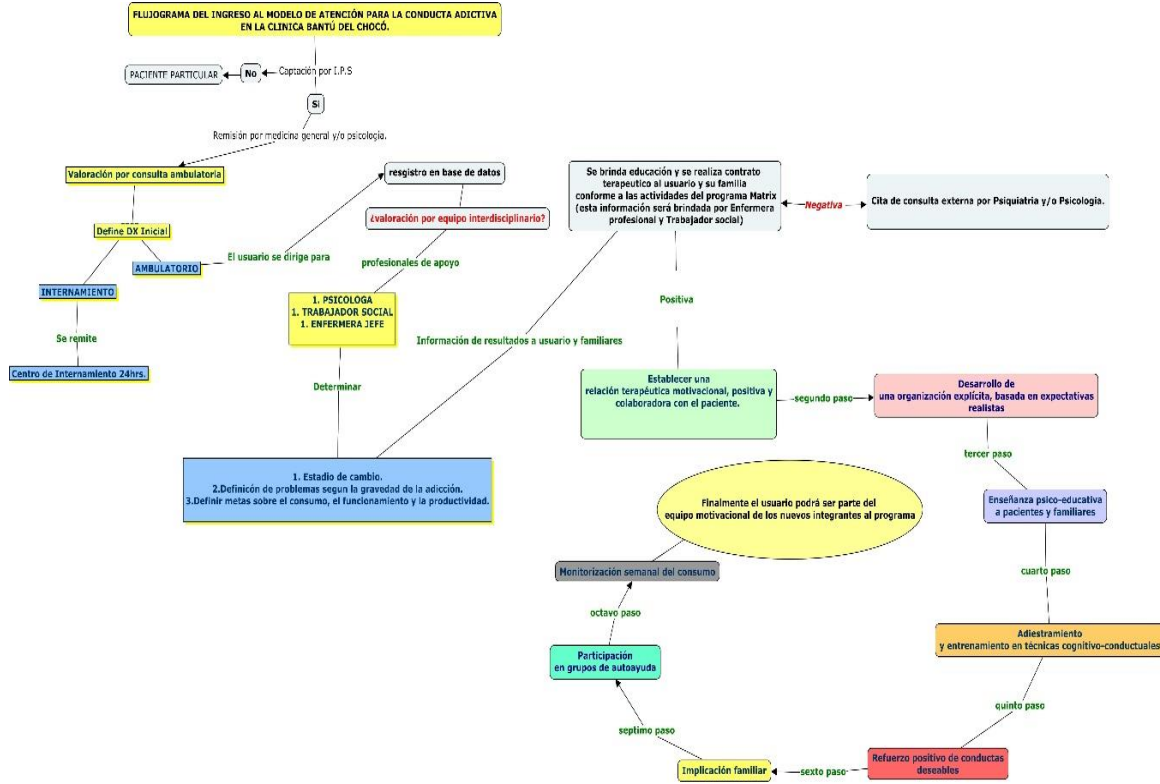 FLUJOGRAMA DEL INGRESO AL MODELO DE ATENCIÓN PARA LA CONDUCTA ADICTIVA
EN LA CLINICA BANTÚ DEL CHOCÓ.
PACIENTE PARTICULAR
No
Captación por I.P.S
Si
Remisión por medicina general y/o psicologia.
Valoración por consulta ambulatoria
Define DX Inicial
AMBULATORIO
INTERNAMIENTO
Se remite
Centro de Internamiento 24hrs.
El usuario se dirige para
resgistro en base de datos
¿valoración por equipo interdisciplinario?
profesionales de apoyo
1. PSICOLOGA
1. TRABAJADOR SOCIAL
1. ENFERMERA JEFE
Determinar
1. Estadio de cambio.
2.Definicón de problemas segun la gravedad de la adicción.
3.Definir metas sobre el consumo, el funcionamiento y la productividad.
Información de resultados a usuario y familiares
Se brinda educación y se realiza contrato
terapeutico al usuario y su familia
conforme a las actividades del programa Matrix
(esta información será brindada por Enfermera
profesional y Trabajador social)
Negativa
Cita de consulta externa por Psiquiatria y/o Psicologia.
Positiva
Establecer una
relación terapéutica motivacional, positiva y
colaboradora con el paciente.
segundo paso
Desarrollo de
una organización explícita, basada en expectativas
realistas
tercer paso
Enseñanza psico-educativa
a pacientes y familiares
cuarto paso
Adiestramiento
y entrenamiento en técnicas cognitivo-conductuales
quinto paso
Refuerzo positivo de conductas
deseables
sexto paso
Implicación familiar
septimo paso
Participación
en grupos de autoayuda
octavo paso
Monitorización semanal del consumo
Finalmente el usuario podrá ser parte del
equipo motivacional de los nuevos integrantes al programa